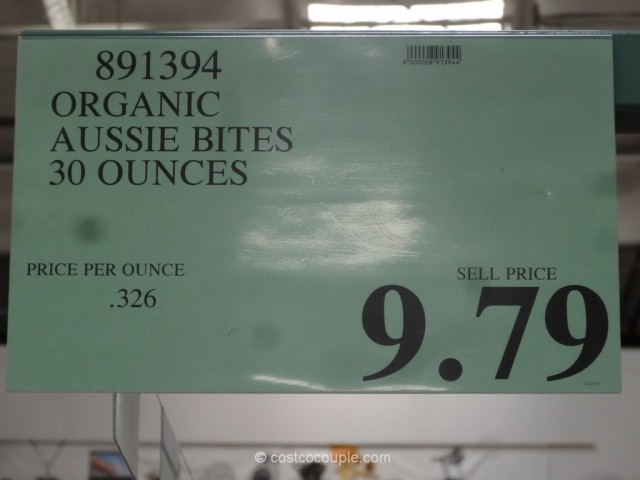 891394
ORGANIC
AUSSIE BITES
30 OUNCES
PRICE PER OUNCE
.326
SELL PRICE
9.79
© costcocouple.com